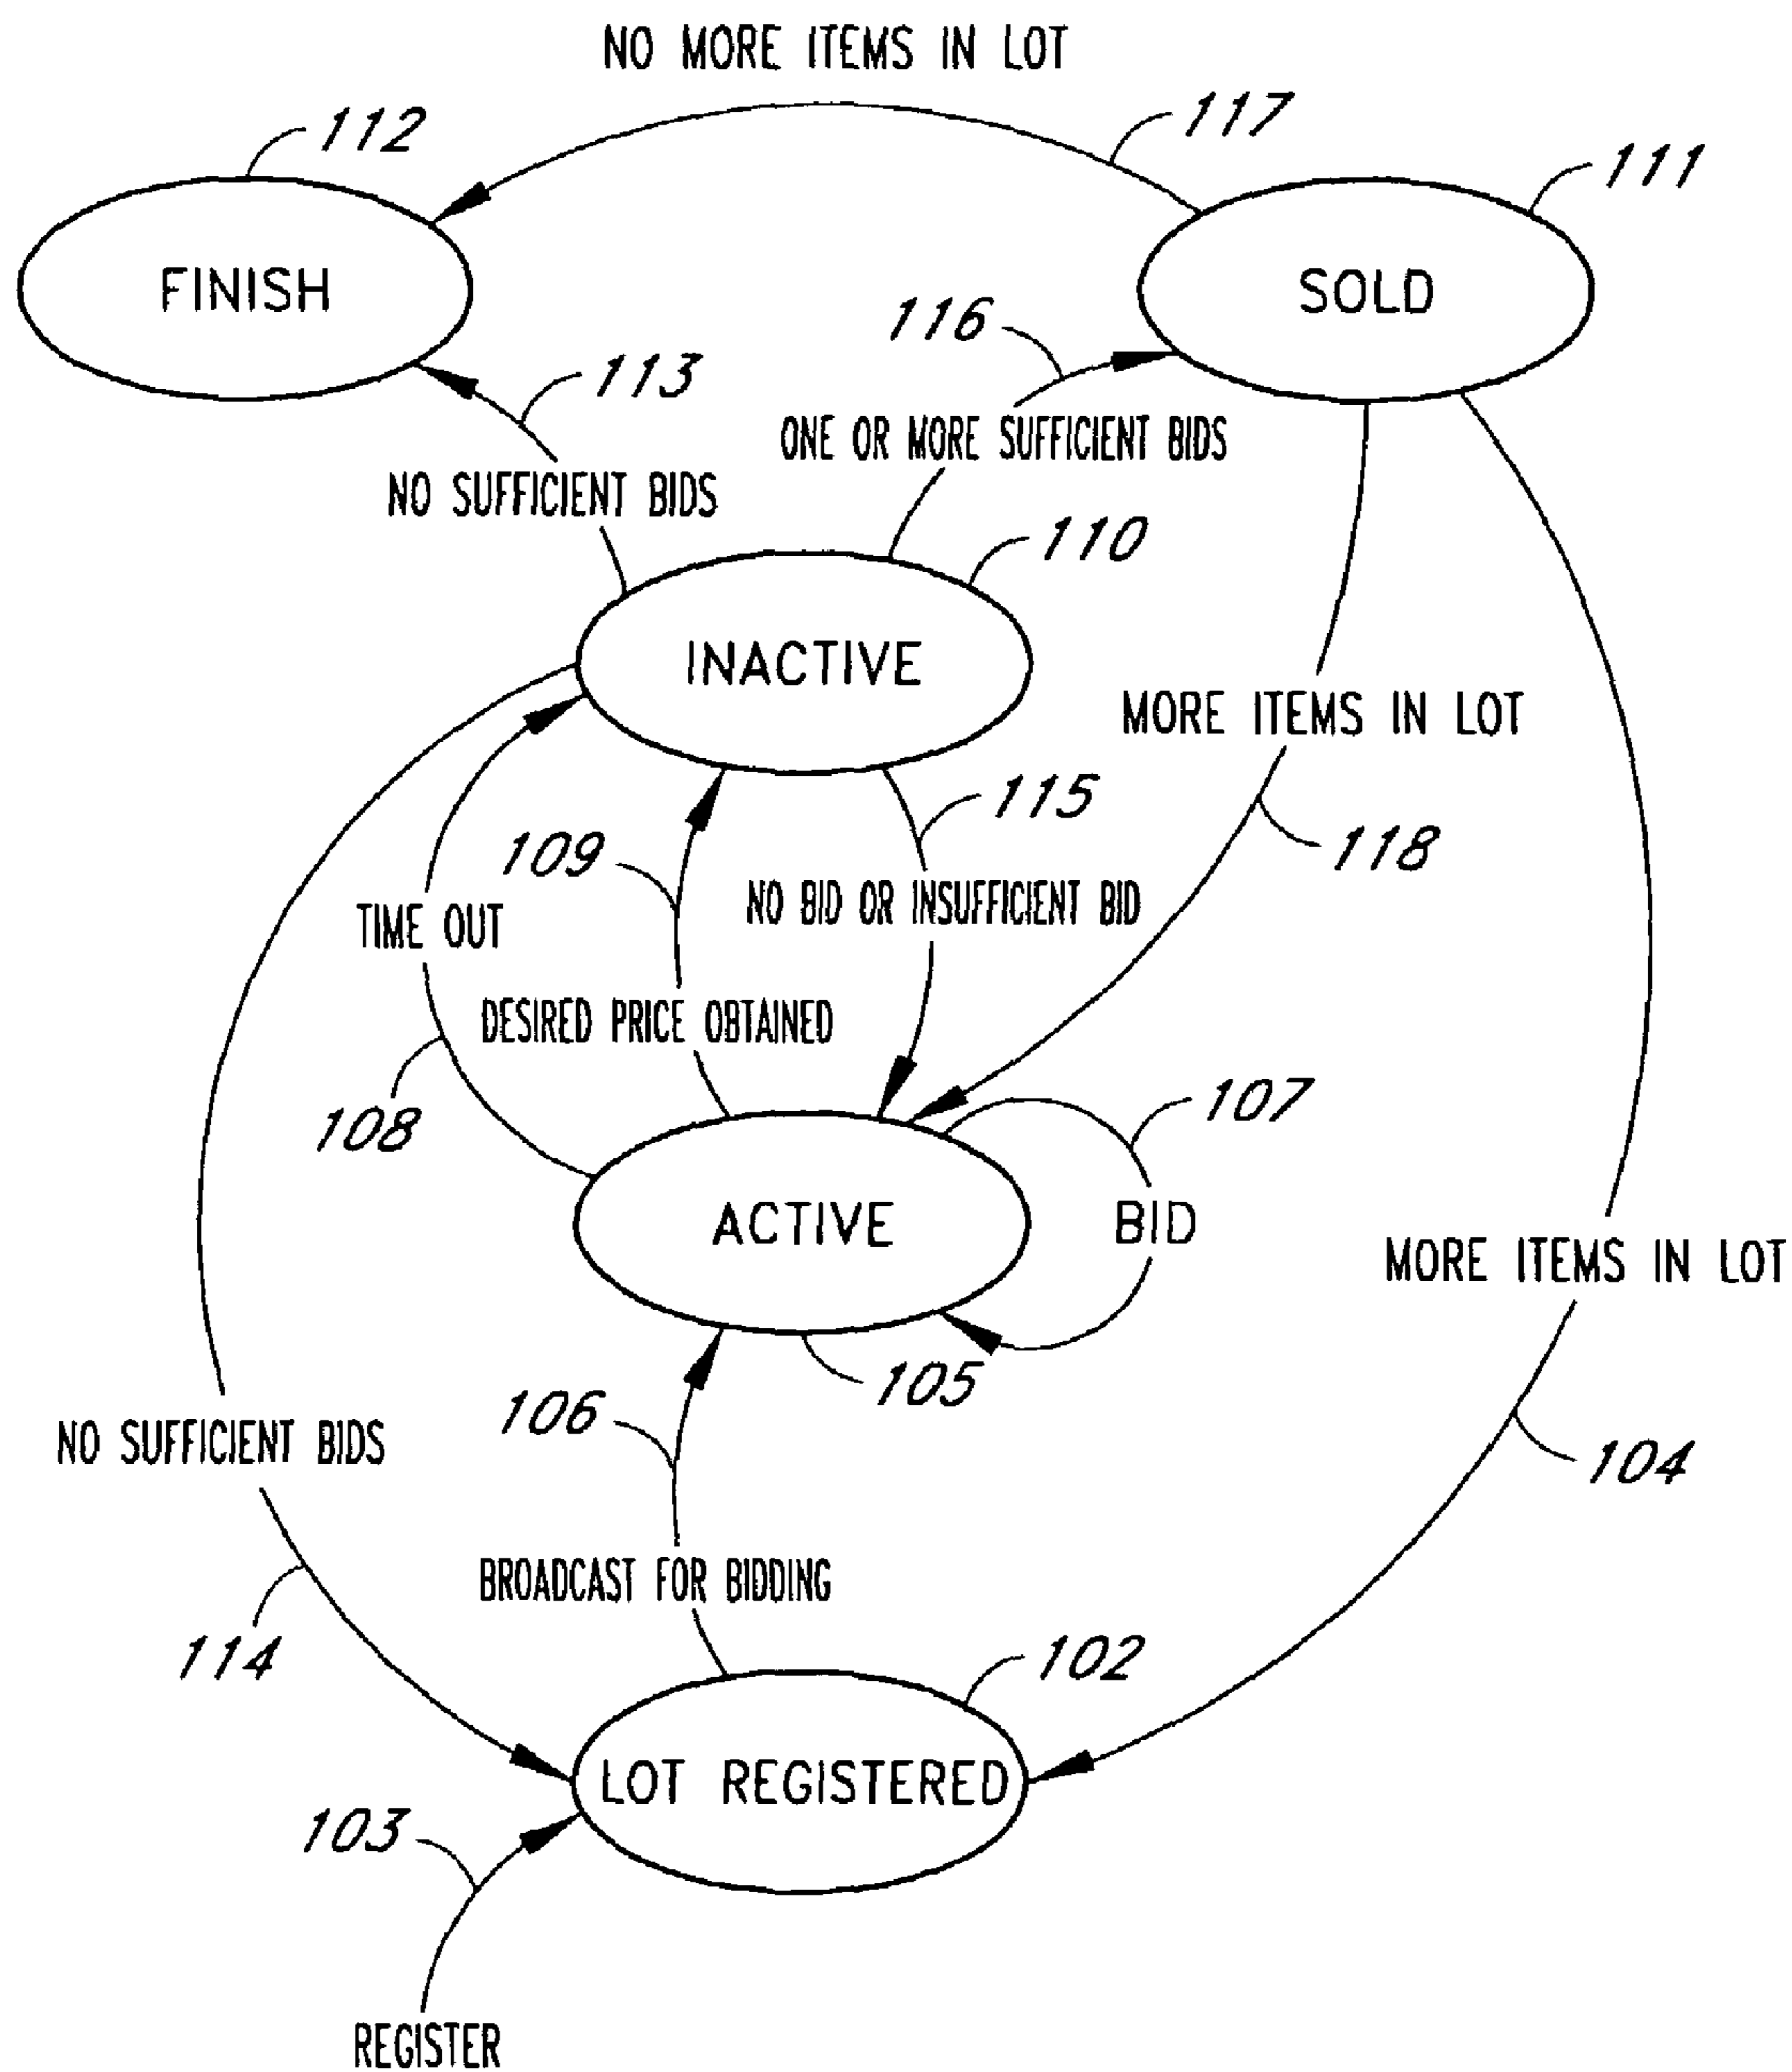 NO MORE ITEMS IN LOT
112
117
111
FINISH
SOLD
116
113
ONE OR MORE SUFFICIENT BIDS
NO SUFFICIENT BIDS
110
INACTIVE
MORE ITEMS IN LOT
115
109
118
NO BID OR INSUFFICIENT BID
TIME OUT
DESIRED PRICE OBTAINED
107
108
ACTIVE
BID
MORE ITEMS IN LOT
105
106
NO SUFFICIENT BIDS
104
BROADCAST FOR BIDDING
114
102
LOT REGISTERED
103
REGISTER